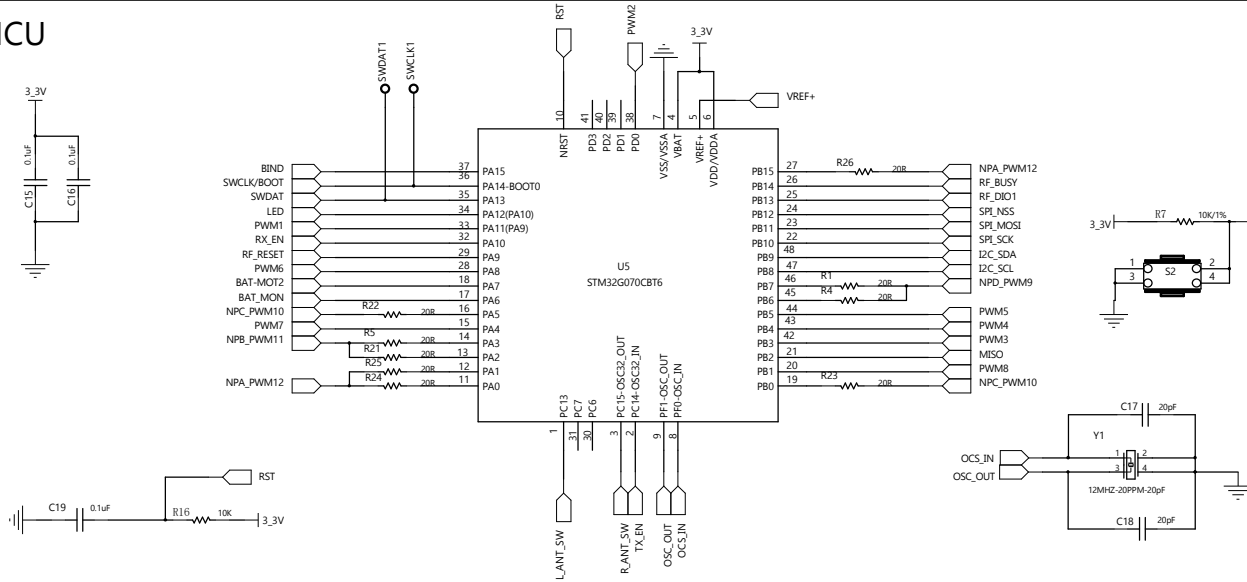 MCU
3_3V
0.1uF
0.1uF
C15
C16
SWDAT1
SWCLK1
RST
PWM2
3_3V
VREF+
10
41
40
39
38
7
4
5
6
NRST
PD3
PD2
PD1
PD0
VSS/VSSA
VBAT
VREF+
VDD/VDDA
BIND 37 PA15
SWCLK/BOOT 36 PA14-BOOT0
SWDAT 35 PA13
LED 34 PA12(PA10)
PWM1 33 PA11(PA9)
RX_EN 32 PA10
RF_RESET 29 PA9
PWM6 28 PA8
BAT-MOT2 18 PA7
BAT_MON 17 PA6
NPC_PWM10 R22 20R 16 PA5
PWM7 15 PA4
NPB_PWM11 R5 20R 14 PA3
R21 20R 13 PA2
R25 20R 12 PA1
NPA_PWM12 R24 20R 11 PA0
U5
STM32G070CBT6
PB15 27 R26 20R NPA_PWM12
PB14 26 RF_BUSY
PB13 25 RF_DIO1
PB12 24 SPI_NSS
PB11 23 SPI_MOSI
PB10 22 SPI_SCK
PB9 48 I2C_SDA
PB8 47 I2C_SCL
PB7 46 R1 20R NPD_PWM9
PB6 45 R4 20R
PB5 44 PWM5
PB4 43 PWM4
PB3 42 PWM3
PB2 21 MISO
PB1 20 PWM8
PB0 19 R23 20R NPC_PWM10
PC13
PC7
PC6
PC15-OSC32_OUT
PC14-OSC32_IN
PF1-OSC_OUT
PF0-OSC_IN
1
31
30
3
2
9
8
L_ANT_SW
R_ANT_SW
TX_EN
OSC_OUT
OCS_IN
3_3V R7 10K/1%
1 S2 2
3 4
C17 20pF
Y1
OCS_IN 1 2
OSC_OUT 3 4
12MHZ-20PPM-20pF
C18 20pF
RST
C19 0.1uF R16 10K 3_3V